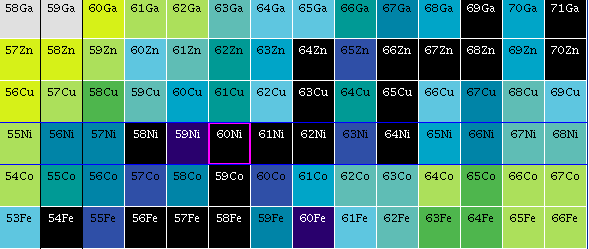 58Ga 59Ga 60Ga 61Ga 62Ga 63Ga 64Ga 65Ga 66Ga 67Ga 68Ga 69Ga 70Ga 71Ga
57Zn 58Zn 59Zn 60Zn 61Zn 62Zn 63Zn 64Zn 65Zn 66Zn 67Zn 68Zn 69Zn 70Zn
56Cu 57Cu 58Cu 59Cu 60Cu 61Cu 62Cu 63Cu 64Cu 65Cu 66Cu 67Cu 68Cu 69Cu
55Ni 56Ni 57Ni 58Ni 59Ni 60Ni 61Ni 62Ni 63Ni 64Ni 65Ni 66Ni 67Ni 68Ni
54Co 55Co 56Co 57Co 58Co 59Co 60Co 61Co 62Co 63Co 64Co 65Co 66Co 67Co
53Fe 54Fe 55Fe 56Fe 57Fe 58Fe 59Fe 60Fe 61Fe 62Fe 63Fe 64Fe 65Fe 66Fe